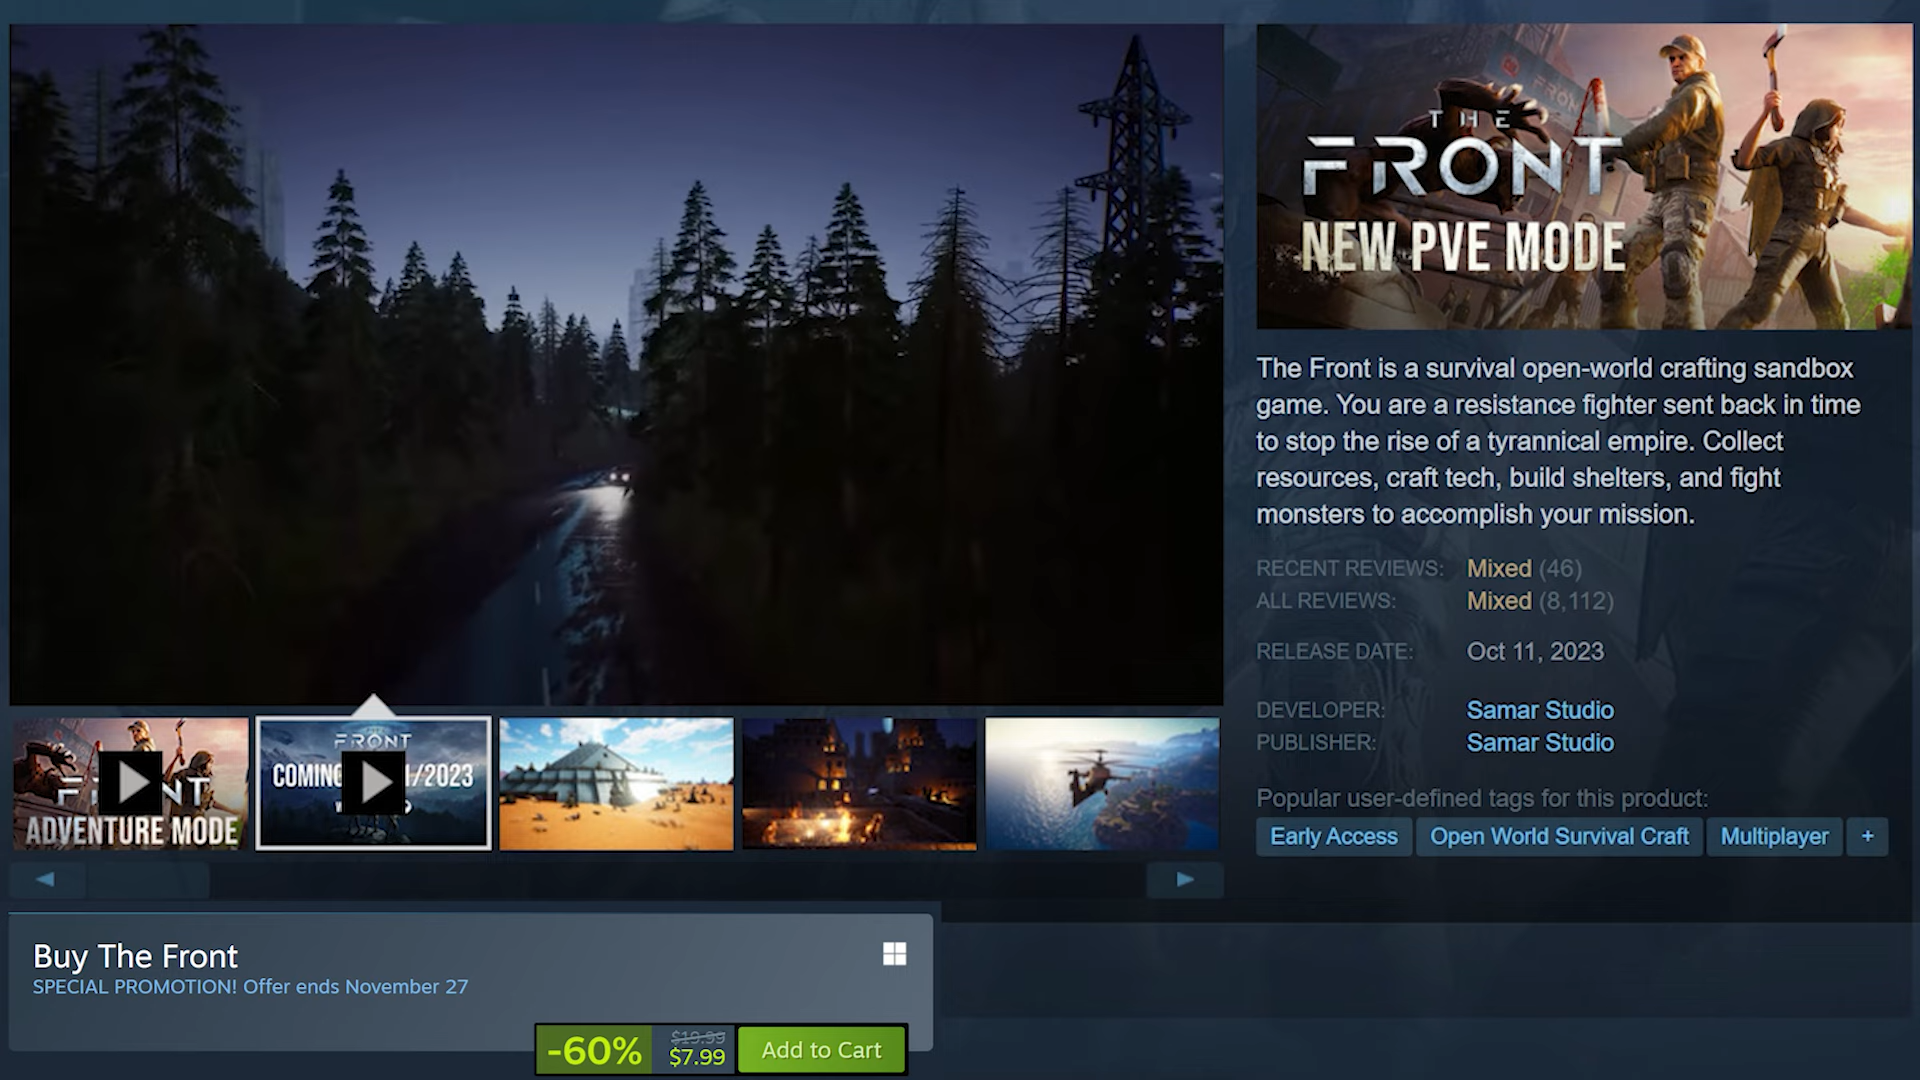 THE
FRONT
NEW PVE MODE
The Front is a survival open-world crafting sandbox
game. You are a resistance fighter sent back in time
to stop the rise of a tyrannical empire. Collect
resources, craft tech, build shelters, and fight
monsters to accomplish your mission.
RECENT REVIEWS: Mixed (46)
ALL REVIEWS: Mixed (8,112)
RELEASE DATE: Oct 11, 2023
DEVELOPER: Samar Studio
PUBLISHER: Samar Studio
Popular user-defined tags for this product:
Early Access Open World Survival Craft Multiplayer +
ADVENTURE MODE
FRONT
/2023
Buy The Front
SPECIAL PROMOTION! Offer ends November 27
-60% $19.99 $7.99 Add to Cart